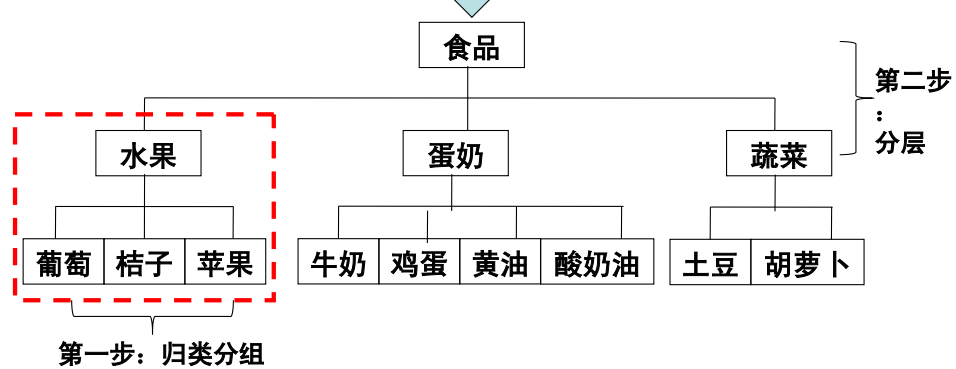 食品
第二步
：
分层
水果
蛋奶
蔬菜
葡萄
桔子
苹果
牛奶
鸡蛋
黄油
酸奶油
土豆
胡萝卜
第一步：归类分组